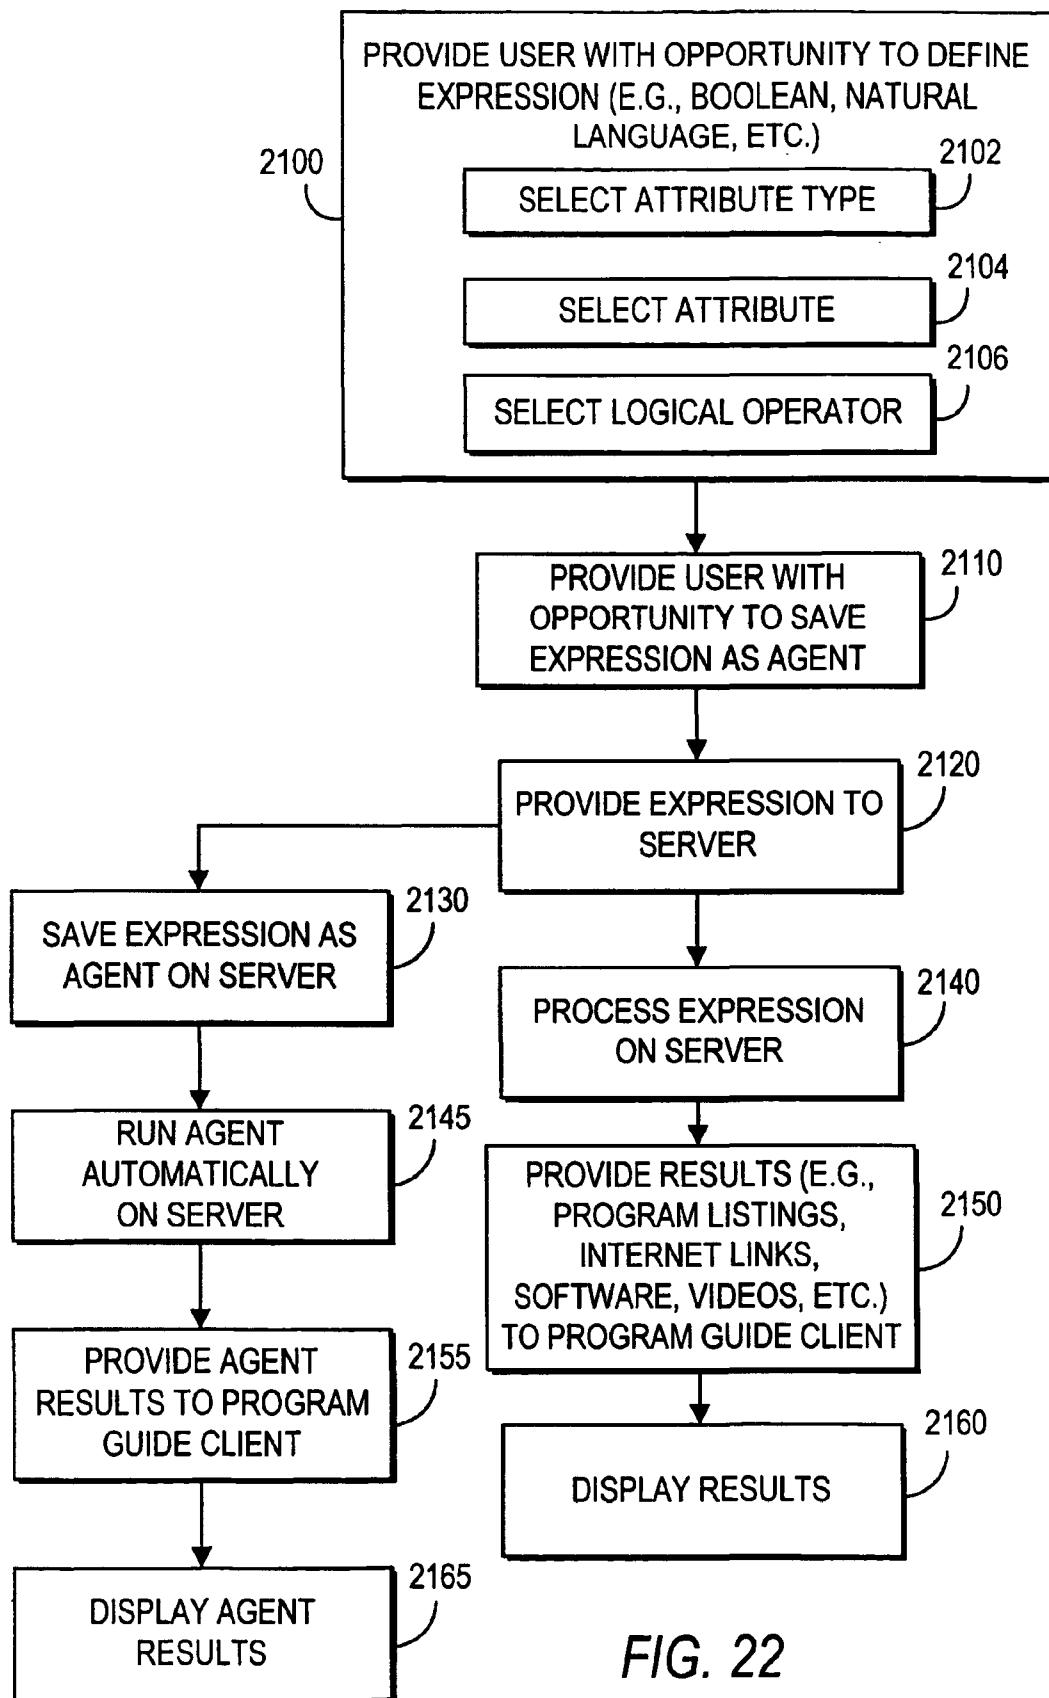 PROVIDE USER WITH OPPORTUNITY TO DEFINE
EXPRESSION (E.G., BOOLEAN, NATURAL
LANGUAGE, ETC.)
2100
2102
SELECT ATTRIBUTE TYPE
2104
SELECT ATTRIBUTE
2106
SELECT LOGICAL OPERATOR
2110
PROVIDE USER WITH
OPPORTUNITY TO SAVE
EXPRESSION AS AGENT
2120
PROVIDE EXPRESSION TO
SERVER
2130
SAVE EXPRESSION AS
AGENT ON SERVER
2140
PROCESS EXPRESSION
ON SERVER
2145
RUN AGENT
AUTOMATICALLY
ON SERVER
2150
PROVIDE RESULTS (E.G.,
PROGRAM LISTINGS,
INTERNET LINKS,
SOFTWARE, VIDEOS, ETC.)
TO PROGRAM GUIDE CLIENT
2155
PROVIDE AGENT
RESULTS TO PROGRAM
GUIDE CLIENT
2160
DISPLAY RESULTS
2165
DISPLAY AGENT
RESULTS
FIG. 22